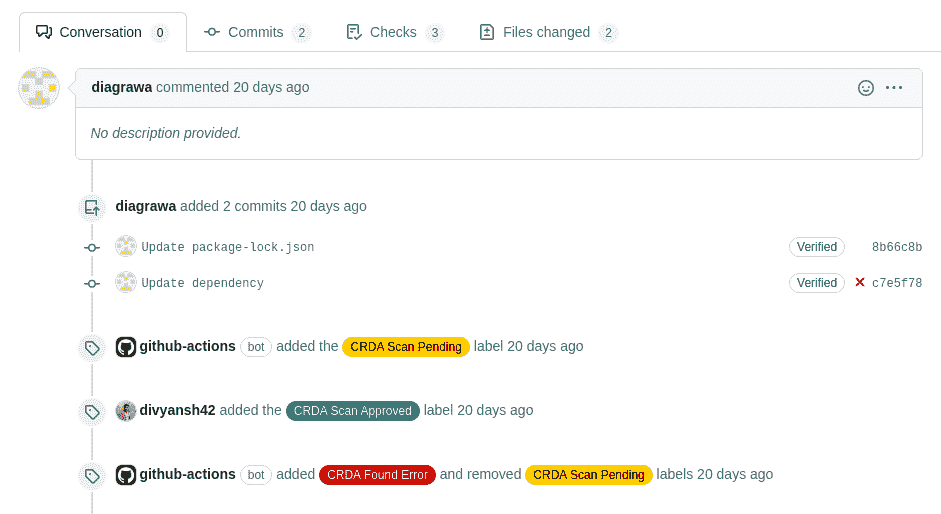 Conversation 0 Commits 2 Checks 3 Files changed 2
diagrawa commented 20 days ago
No description provided.
diagrawa added 2 commits 20 days ago
Update package-lock.json Verified 8b66c8b
Update dependency Verified c7e5f78
github-actions bot added the CRDA Scan Pending label 20 days ago
divyansh42 added the CRDA Scan Approved label 20 days ago
github-actions bot added CRDA Found Error and removed CRDA Scan Pending labels 20 days ago